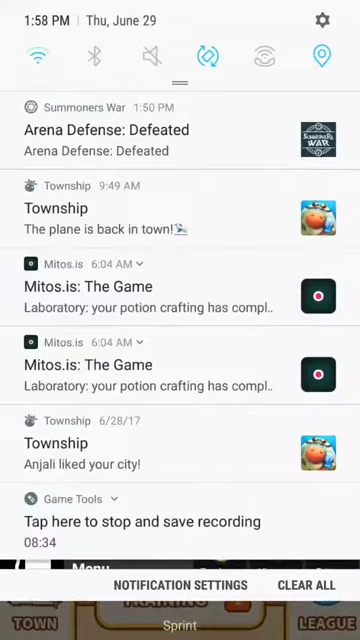 1:58 PM | Thu, June 29
Summoners War 1:50 PM
Arena Defense: Defeated
Arena Defense: Defeated
SUMMONERS
WAR
Township 9:49 AM
Township
The plane is back in town!
Mitos.is 6:04 AM
Mitos.is: The Game
Laboratory: your potion crafting has compl..
Mitos.is 6:04 AM
Mitos.is: The Game
Laboratory: your potion crafting has compl..
Township 6/28/17
Township
Anjali liked your city!
Game Tools
Tap here to stop and save recording
08:34
Menu
NOTIFICATION SETTINGS CLEAR ALL
TOWN TRAINING LEAGUE
Sprint